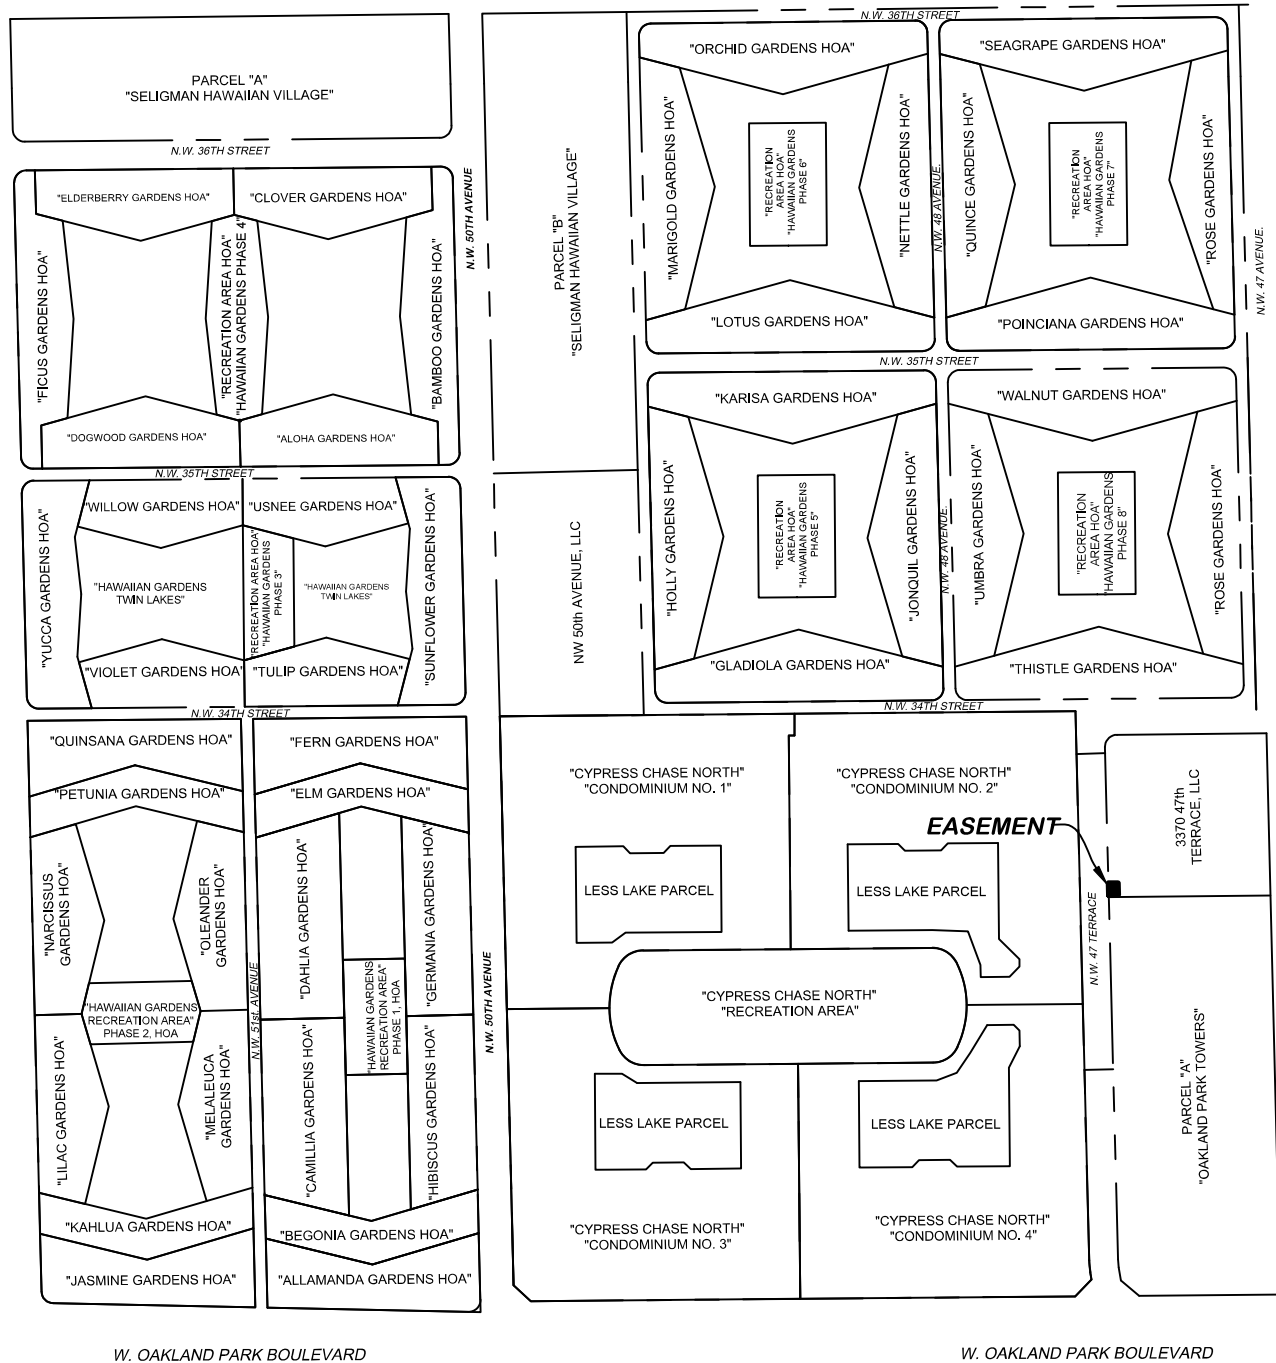 N.W. 36TH STREET
PARCEL "A"
"SELIGMAN HAWAIIAN VILLAGE"
N.W. 36TH STREET
"ELDERBERRY GARDENS HOA"
"CLOVER GARDENS HOA"
"FICUS GARDENS HOA"
"RECREATION AREA HOA"
"HAWAIIAN GARDENS PHASE 4"
"BAMBOO GARDENS HOA"
"DOGWOOD GARDENS HOA"
"ALOHA GARDENS HOA"
N.W. 50TH AVENUE
PARCEL "B"
"SELIGMAN HAWAIIAN VILLAGE"
"ORCHID GARDENS HOA"
"MARIGOLD GARDENS HOA"
"RECREATION
AREA HOA"
"HAWAIIAN GARDENS
PHASE 6"
"NETTLE GARDENS HOA"
"LOTUS GARDENS HOA"
N.W. 48 AVENUE.
"SEAGRAPE GARDENS HOA"
"QUINCE GARDENS HOA"
"RECREATION
AREA HOA"
"HAWAIIAN GARDENS
PHASE 7"
"ROSE GARDENS HOA"
"POINCIANA GARDENS HOA"
N.W. 47 AVENUE.
N.W. 35TH STREET
N.W. 35TH STREET
"WILLOW GARDENS HOA"
"USNEE GARDENS HOA"
"YUCCA GARDENS HOA"
"HAWAIIAN GARDENS
TWIN LAKES"
"RECREATION AREA HOA"
"HAWAIIAN GARDENS
PHASE 3"
"HAWAIIAN GARDENS
TWIN LAKES"
"SUNFLOWER GARDENS HOA"
"VIOLET GARDENS HOA"
"TULIP GARDENS HOA"
NW 50th AVENUE, LLC
"KARISA GARDENS HOA"
"HOLLY GARDENS HOA"
"RECREATION
AREA HOA"
"HAWAIIAN GARDENS
PHASE 5"
"JONQUIL GARDENS HOA"
"GLADIOLA GARDENS HOA"
N.W. 48 AVENUE.
"WALNUT GARDENS HOA"
"UMBRA GARDENS HOA"
"RECREATION
AREA HOA"
"HAWAIIAN GARDENS
PHASE 8"
"ROSE GARDENS HOA"
"THISTLE GARDENS HOA"
N.W. 34TH STREET
N.W. 34TH STREET
"QUINSANA GARDENS HOA"
"PETUNIA GARDENS HOA"
"NARCISSUS
GARDENS HOA"
"OLEANDER
GARDENS HOA"
"HAWAIIAN GARDENS
RECREATION AREA"
PHASE 2, HOA
"LILAC GARDENS HOA"
"MELALEUCA
GARDENS HOA"
"KAHLUA GARDENS HOA"
"JASMINE GARDENS HOA"
N.W. 51st. AVENUE
"FERN GARDENS HOA"
"ELM GARDENS HOA"
"DAHLIA GARDENS HOA"
"GERMANIA GARDENS HOA"
"HAWAIIAN GARDENS
RECREATION AREA"
PHASE 1, HOA
"CAMILLIA GARDENS HOA"
"HIBISCUS GARDENS HOA"
"BEGONIA GARDENS HOA"
"ALLAMANDA GARDENS HOA"
N.W. 50TH AVENUE
"CYPRESS CHASE NORTH"
"CONDOMINIUM NO. 1"
"CYPRESS CHASE NORTH"
"CONDOMINIUM NO. 2"
EASEMENT
LESS LAKE PARCEL
LESS LAKE PARCEL
"CYPRESS CHASE NORTH"
"RECREATION AREA"
LESS LAKE PARCEL
LESS LAKE PARCEL
"CYPRESS CHASE NORTH"
"CONDOMINIUM NO. 3"
"CYPRESS CHASE NORTH"
"CONDOMINIUM NO. 4"
N.W. 47 TERRACE
3370 47th
TERRACE, LLC
PARCEL "A"
"OAKLAND PARK TOWERS"
W. OAKLAND PARK BOULEVARD
W. OAKLAND PARK BOULEVARD